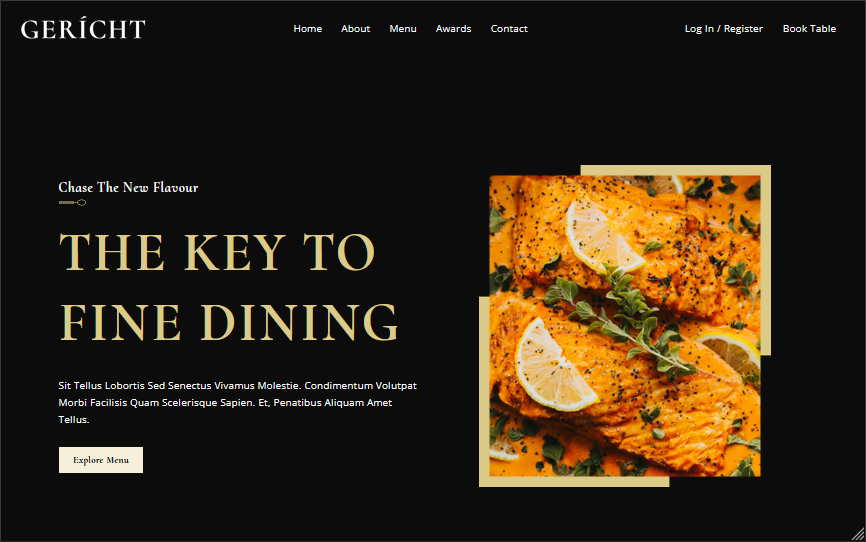 GERÍCHT
Home About Menu Awards Contact
Log In / Register Book Table
Chase The New Flavour
THE KEY TO
FINE DINING
Sit Tellus Lobortis Sed Senectus Vivamus Molestie. Condimentum Volutpat
Morbi Facilisis Quam Scelerisque Sapien. Et, Penatibus Aliquam Amet
Tellus.
Explore Menu